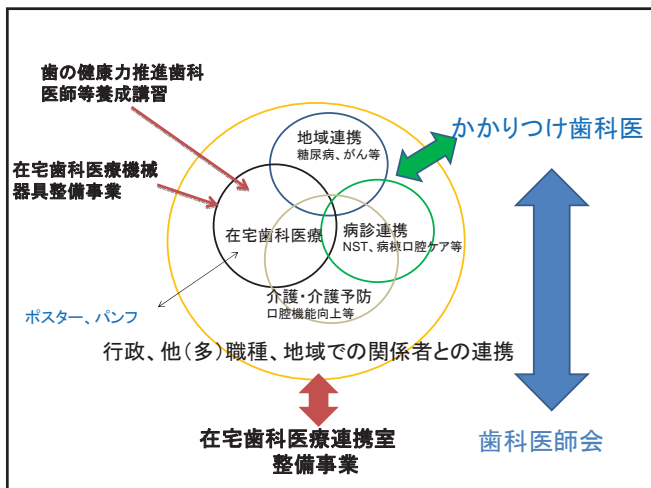 歯の健康力推進歯科
医師等養成講習
在宅歯科医療機械
器具整備事業
地域連携
糖尿病、がん等
かかりつけ歯科医
在宅歯科医療
病診連携
NST、病棟口腔ケア等
介護・介護予防
口腔機能向上等
ポスター、パンフ
行政、他(多)職種、地域での関係者との連携
在宅歯科医療連携室
整備事業
歯科医師会